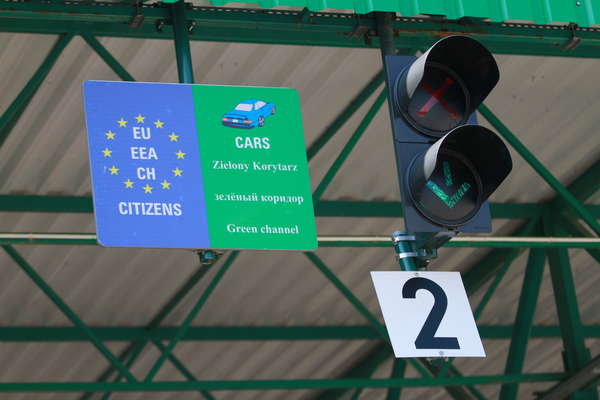 EU
EEA
CH
CITIZENS
CARS
Zielony Korytarz
зелёный коридор
Green channel
2